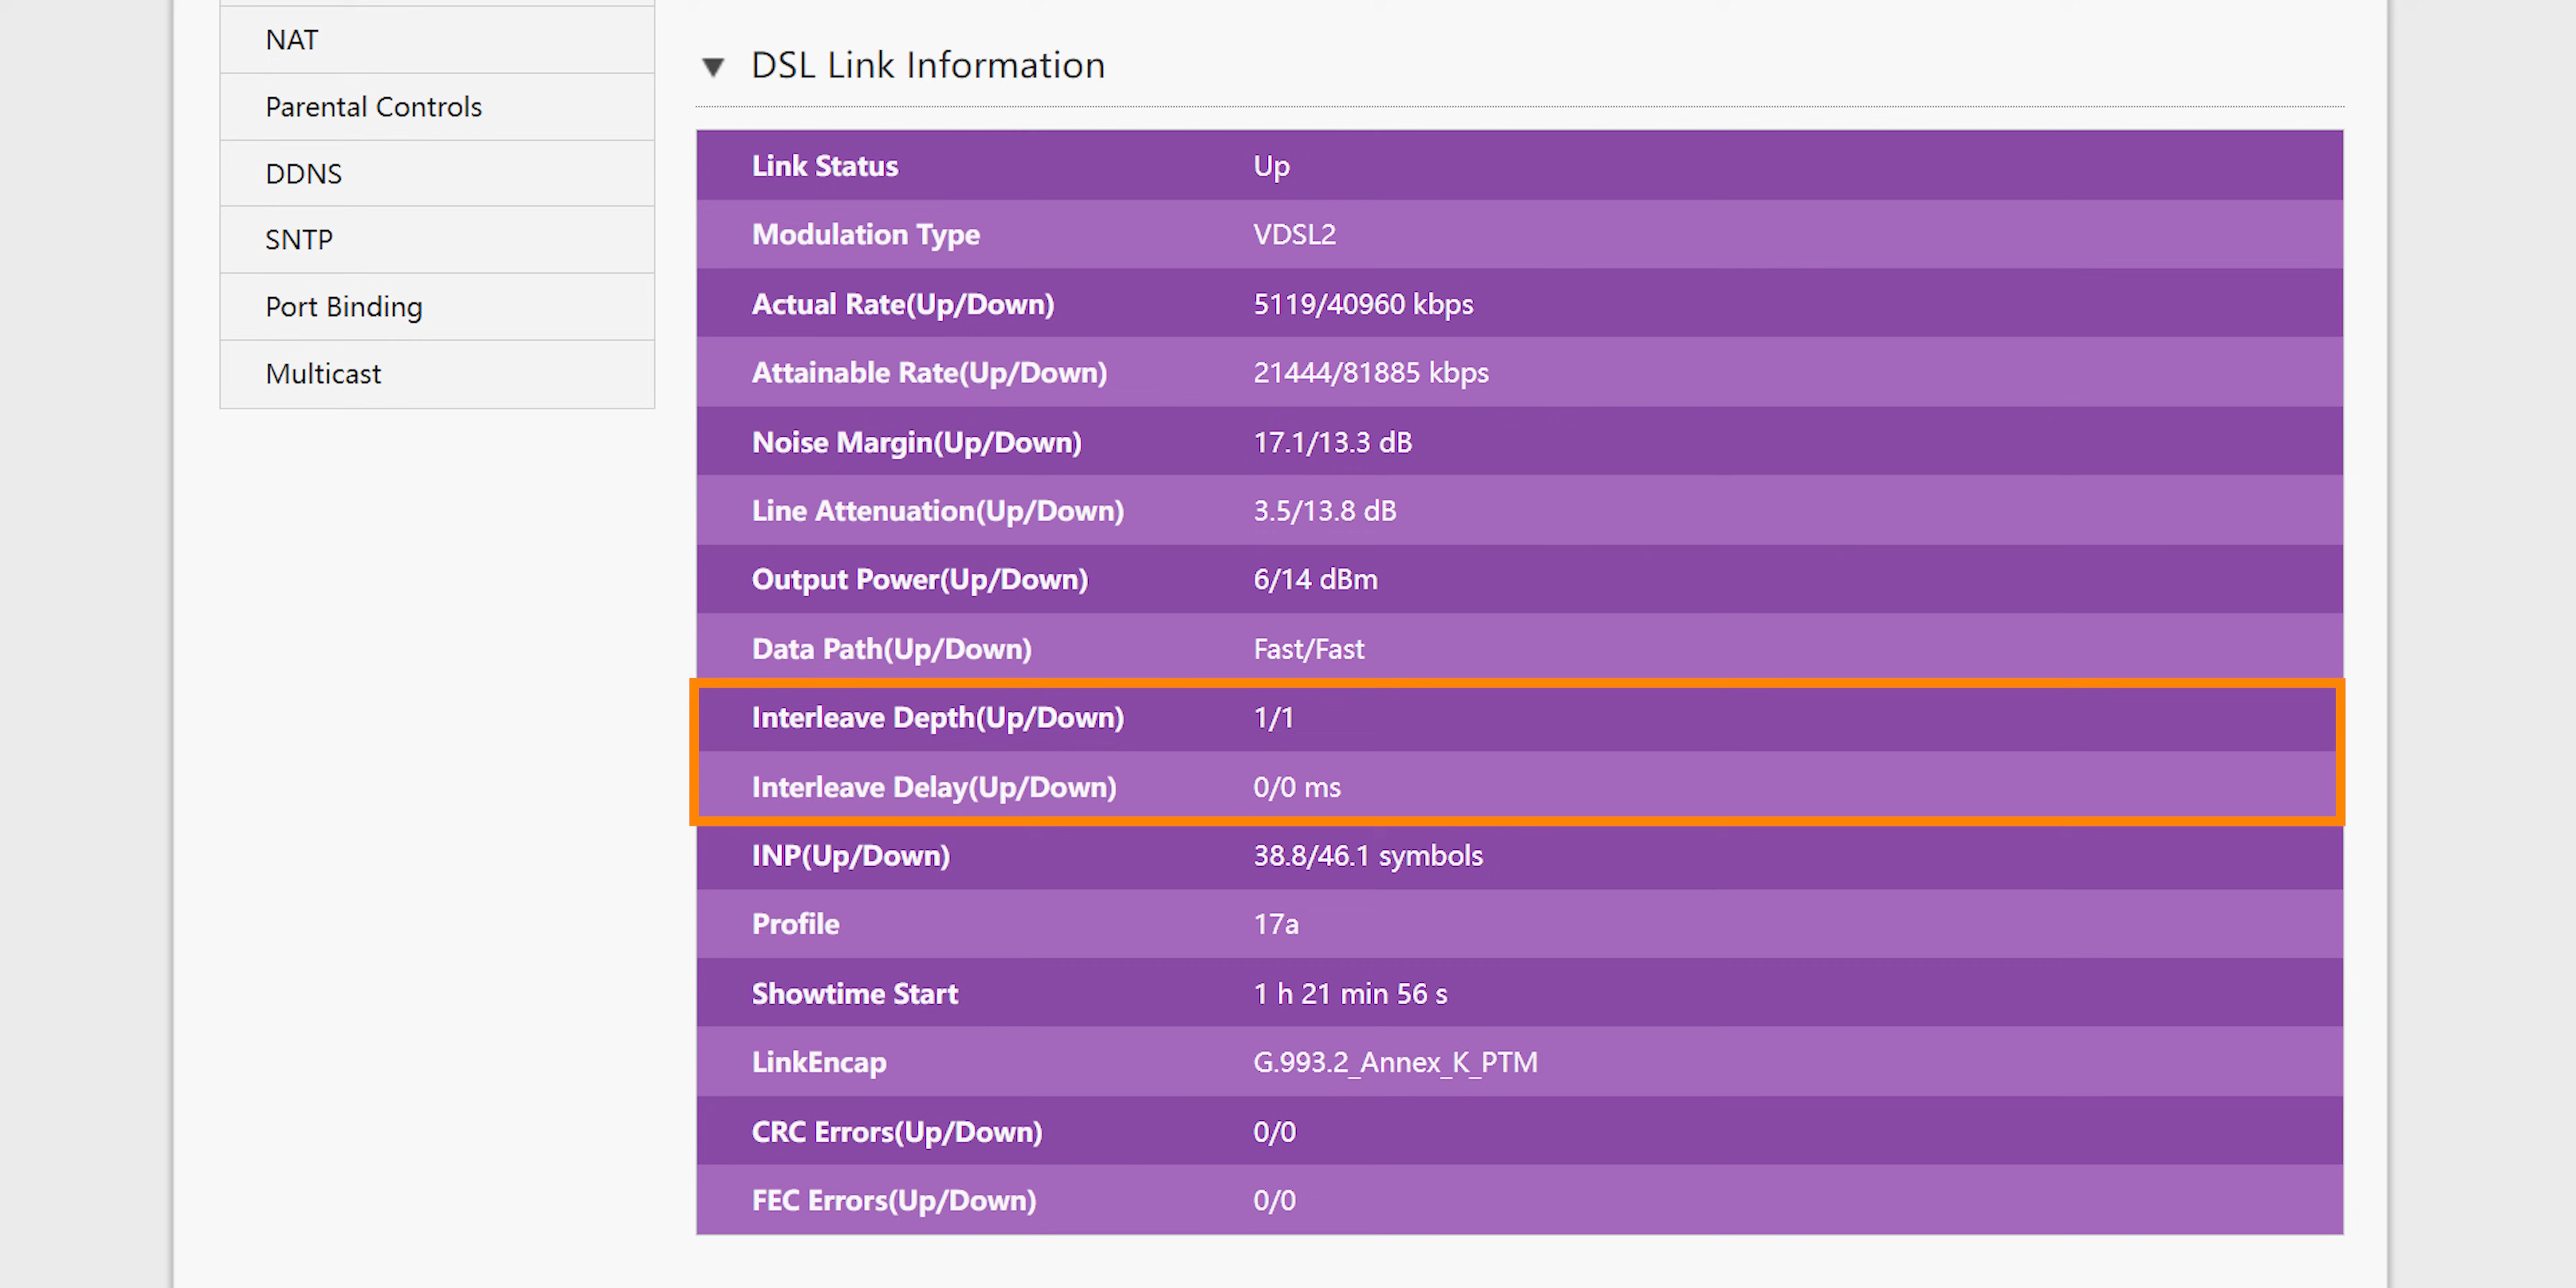 NAT
Parental Controls
DDNS
SNTP
Port Binding
Multicast
▼ DSL Link Information
Link Status Up
Modulation Type VDSL2
Actual Rate(Up/Down) 5119/40960 kbps
Attainable Rate(Up/Down) 21444/81885 kbps
Noise Margin(Up/Down) 17.1/13.3 dB
Line Attenuation(Up/Down) 3.5/13.8 dB
Output Power(Up/Down) 6/14 dBm
Data Path(Up/Down) Fast/Fast
Interleave Depth(Up/Down) 1/1
Interleave Delay(Up/Down) 0/0 ms
INP(Up/Down) 38.8/46.1 symbols
Profile 17a
Showtime Start 1 h 21 min 56 s
LinkEncap G.993.2_Annex_K_PTM
CRC Errors(Up/Down) 0/0
FEC Errors(Up/Down) 0/0